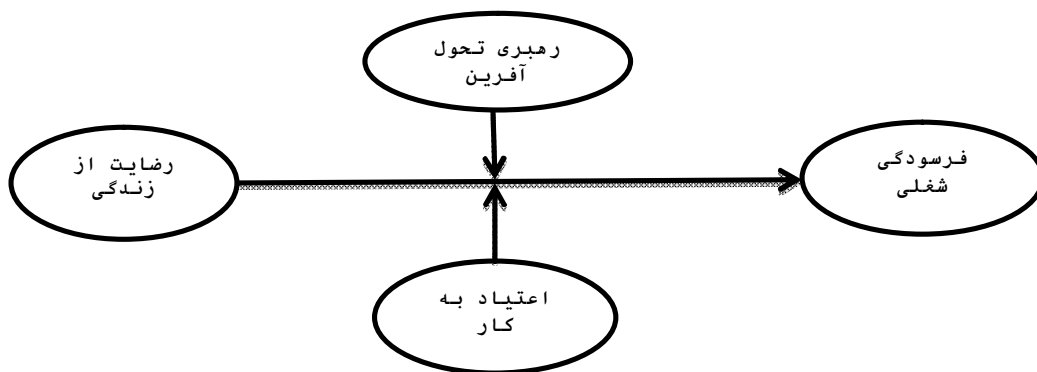 رهبری تحول
آفرین
رضایت از
زندگی
فرسودگی
شغلی
اعتیاد به
کار